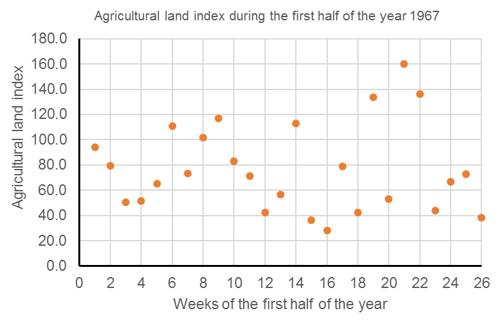 Agricultural land index during the first half of the year 1967
180.0
160.0
140.0
120.0
100.0
80.0
60.0
40.0
20.0
0.0
Agricultural land index
0 2 4 6 8 10 12 14 16 18 20 22 24 26
Weeks of the first half of the year